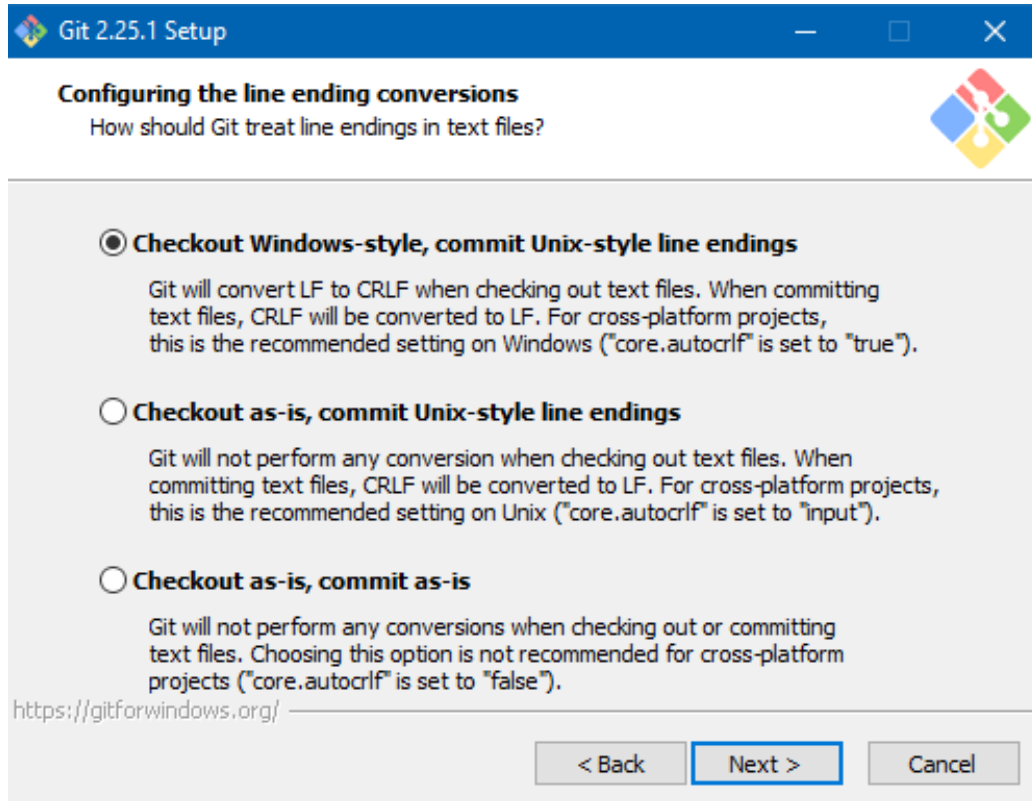 Git 2.25.1 Setup
Configuring the line ending conversions
How should Git treat line endings in text files?
Checkout Windows-style, commit Unix-style line endings
Git will convert LF to CRLF when checking out text files. When committing
text files, CRLF will be converted to LF. For cross-platform projects,
this is the recommended setting on Windows ("core.autocrlf" is set to "true").
Checkout as-is, commit Unix-style line endings
Git will not perform any conversion when checking out text files. When
committing text files, CRLF will be converted to LF. For cross-platform projects,
this is the recommended setting on Unix ("core.autocrlf" is set to "input").
Checkout as-is, commit as-is
Git will not perform any conversions when checking out or committing
text files. Choosing this option is not recommended for cross-platform
projects ("core.autocrlf" is set to "false").
https://gitforwindows.org/
< Back Next > Cancel